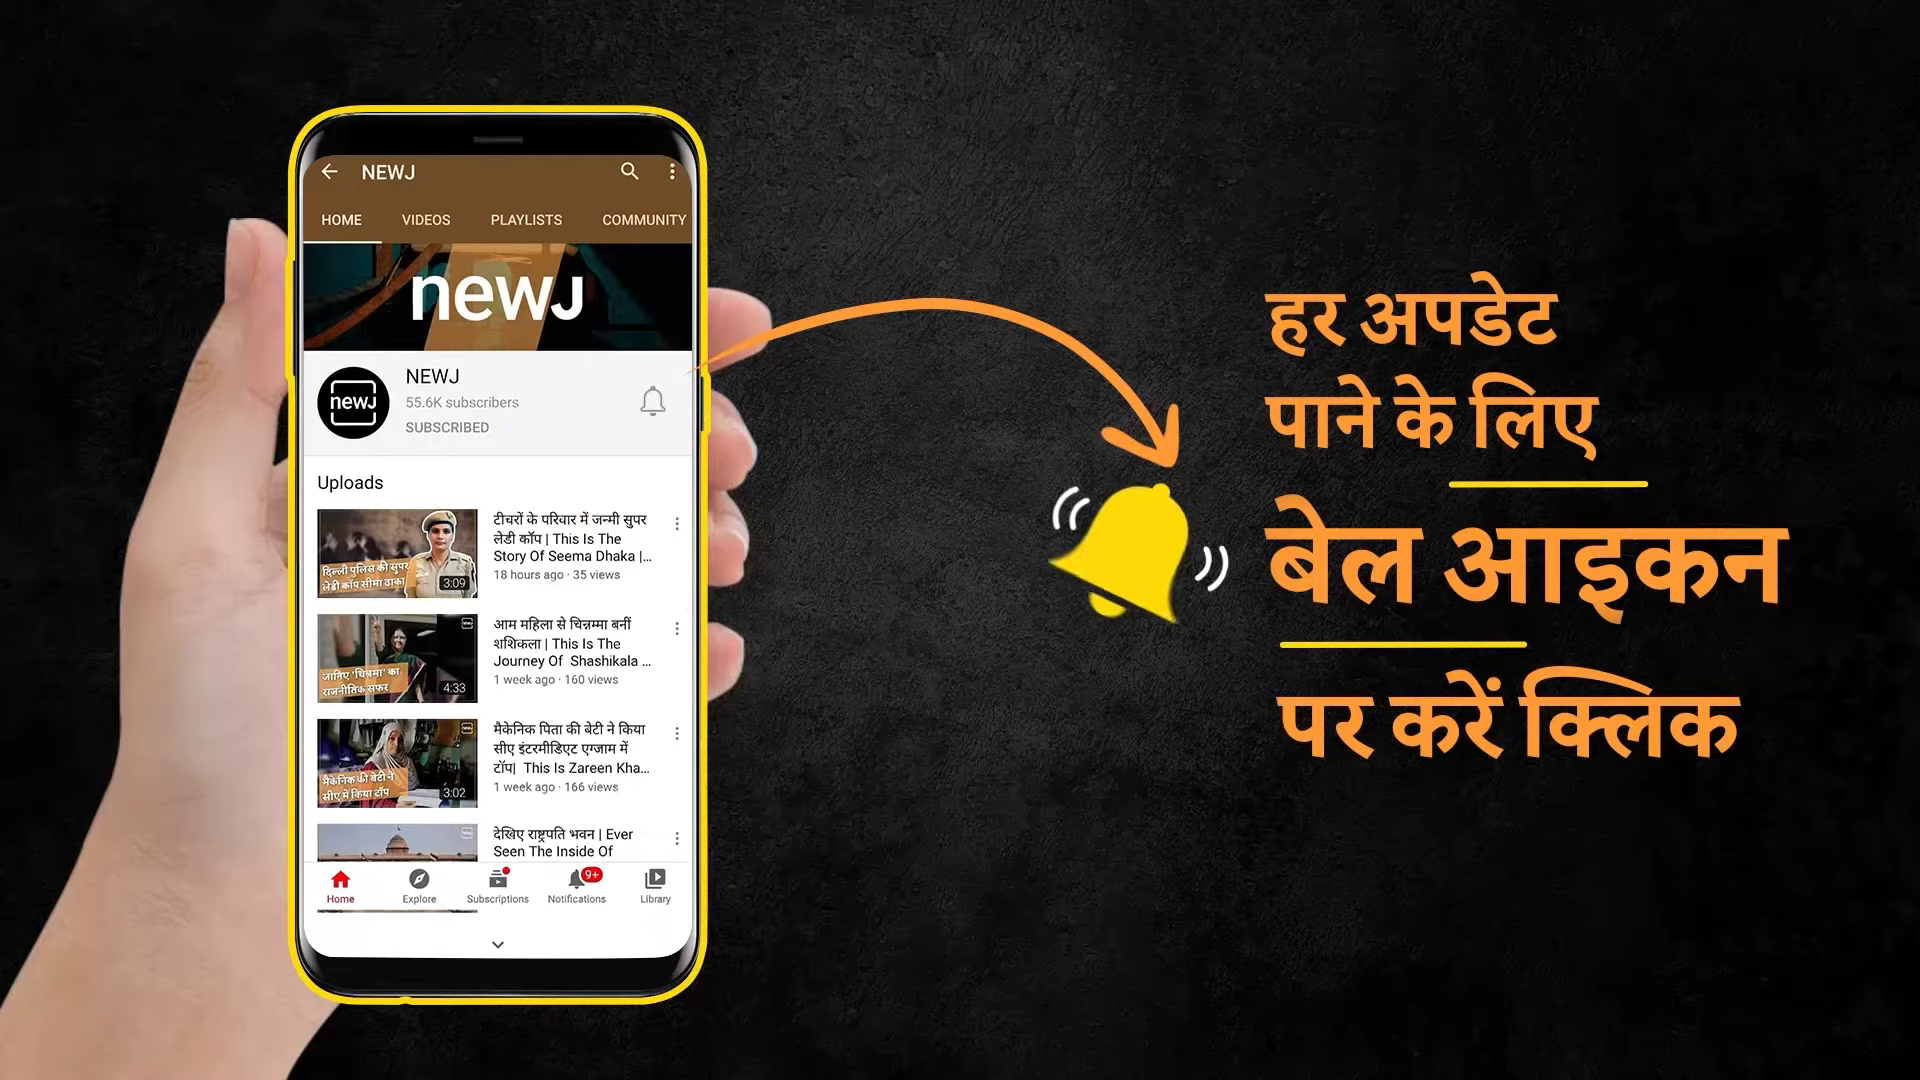 NEWJ
HOME VIDEOS PLAYLISTS COMMUNITY
newJ
newJ
NEWJ
55.6K subscribers
SUBSCRIBED
Uploads
दिल्ली पुलिस की सुपर
लेडी कॉप सीमा ढाका
3:09
टीचरों के परिवार में जन्मी सुपर
लेडी कॉप | This Is The
Story Of Seema Dhaka |...
18 hours ago · 35 views
जानिए 'चिन्नमा' का
राजनीतिक सफर
4:33
आम महिला से चिन्नम्मा बनीं
शशिकला | This Is The
Journey Of Shashikala ...
1 week ago · 160 views
मैकेनिक की बेटी ने
सीए में किया टॉप
3:02
मैकेनिक पिता की बेटी ने किया
सीए इंटरमीडिएट एग्जाम में
टॉप| This Is Zareen Kha...
1 week ago · 166 views
देखिए राष्ट्रपति भवन | Ever
Seen The Inside Of
9+
Home Explore Subscriptions Notifications Library
हर अपडेट
पाने के लिए
बेल आइकन
पर करें क्लिक